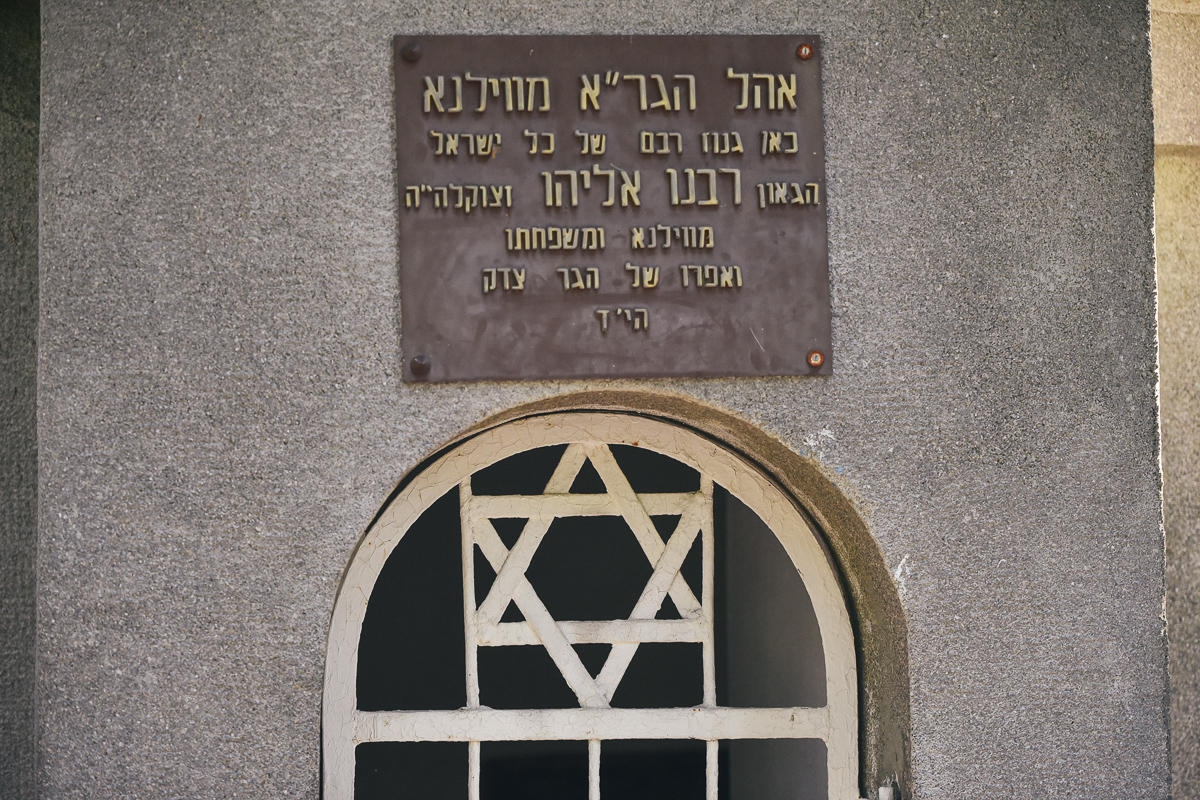 אהל הגר"א מווילנא
כאן גנוז רבם של כל ישראל
הגאון רבנו אליהו זצוקלה"ה
מווילנא ומשפחתו
ואפרו של הגר צדק
הי"ד